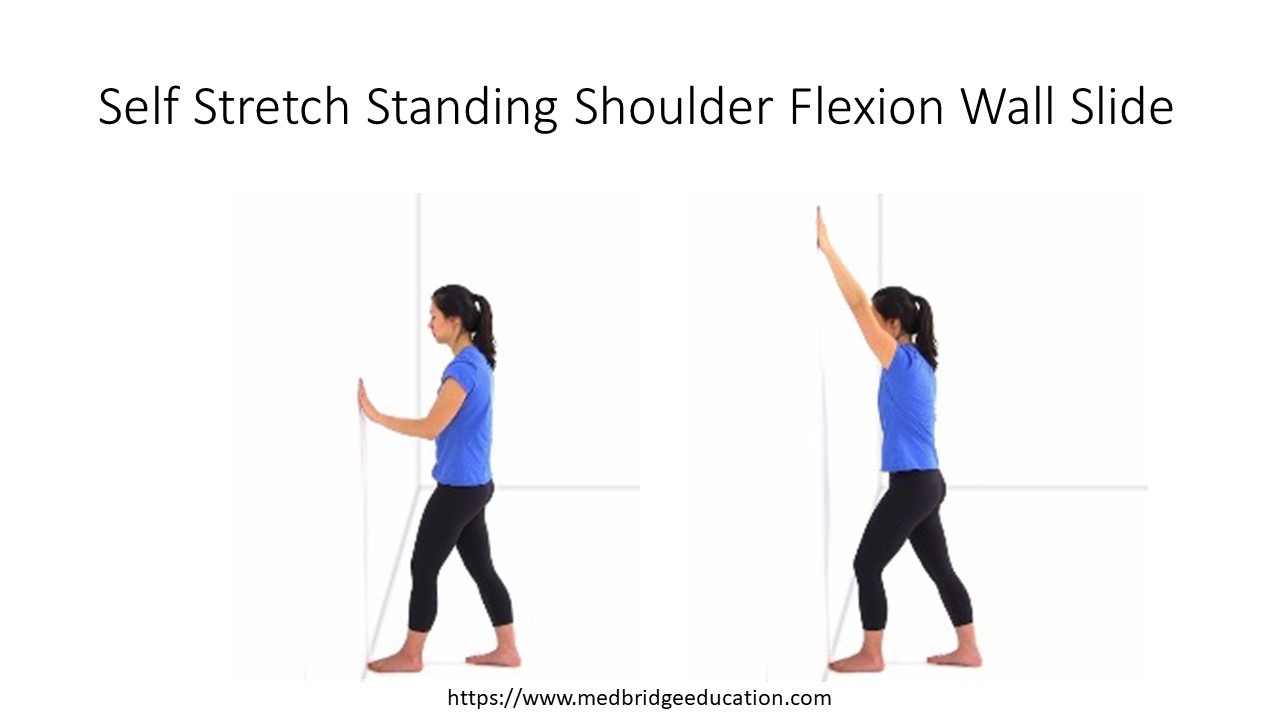 Self Stretch Standing Shoulder Flexion Wall Slide
https://www.medbridgeeducation.com